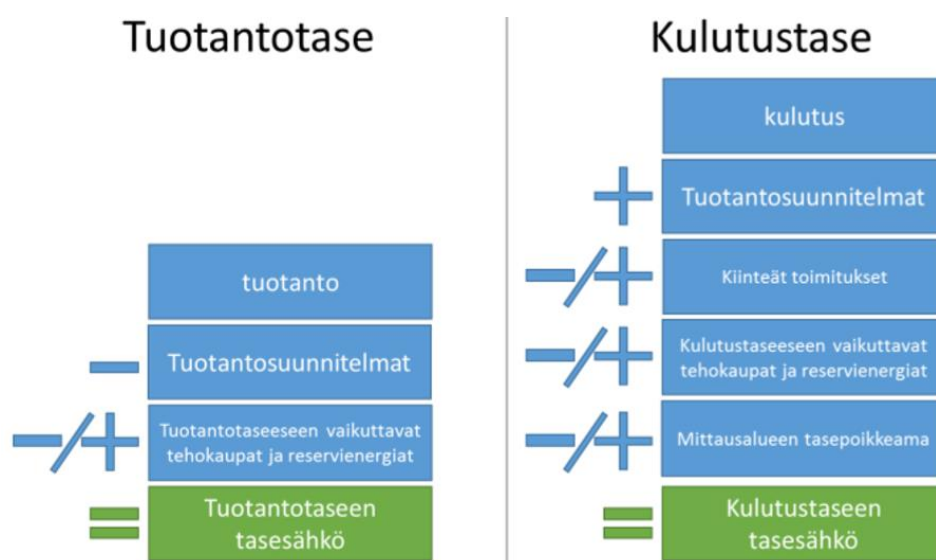 Tuotantotase
tuotanto
Tuotantosuunnitelmat
Tuotantotaseeseen vaikuttavat
tehokaupat ja reservienergiat
Tuotantotaseen
tasesähkö
Kulutustase
kulutus
Tuotantosuunnitelmat
Kiinteät toimitukset
Kulutustaseeseen vaikuttavat
tehokaupat ja reservienergiat
Mittausalueen tasepoikkeama
Kulutustaseen
tasesähkö